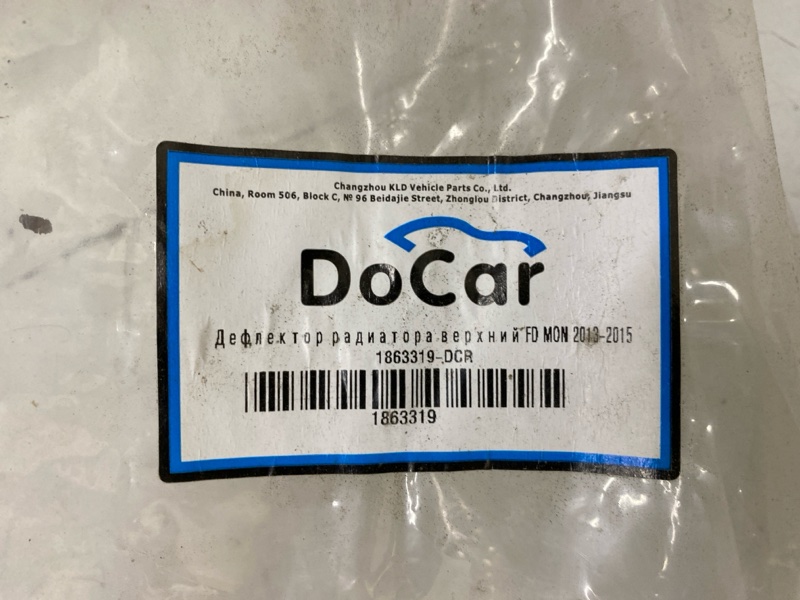 Changzhou KLD Vehicle Parts Co., Ltd.
China, Room 506, Block C, № 96 Beidajie Street, Zhonglou District, Changzhou, Jiangsu
DoCar
Дефлектор радиатора верхний FD MON 2013-2015
1863319-DCR
1863319